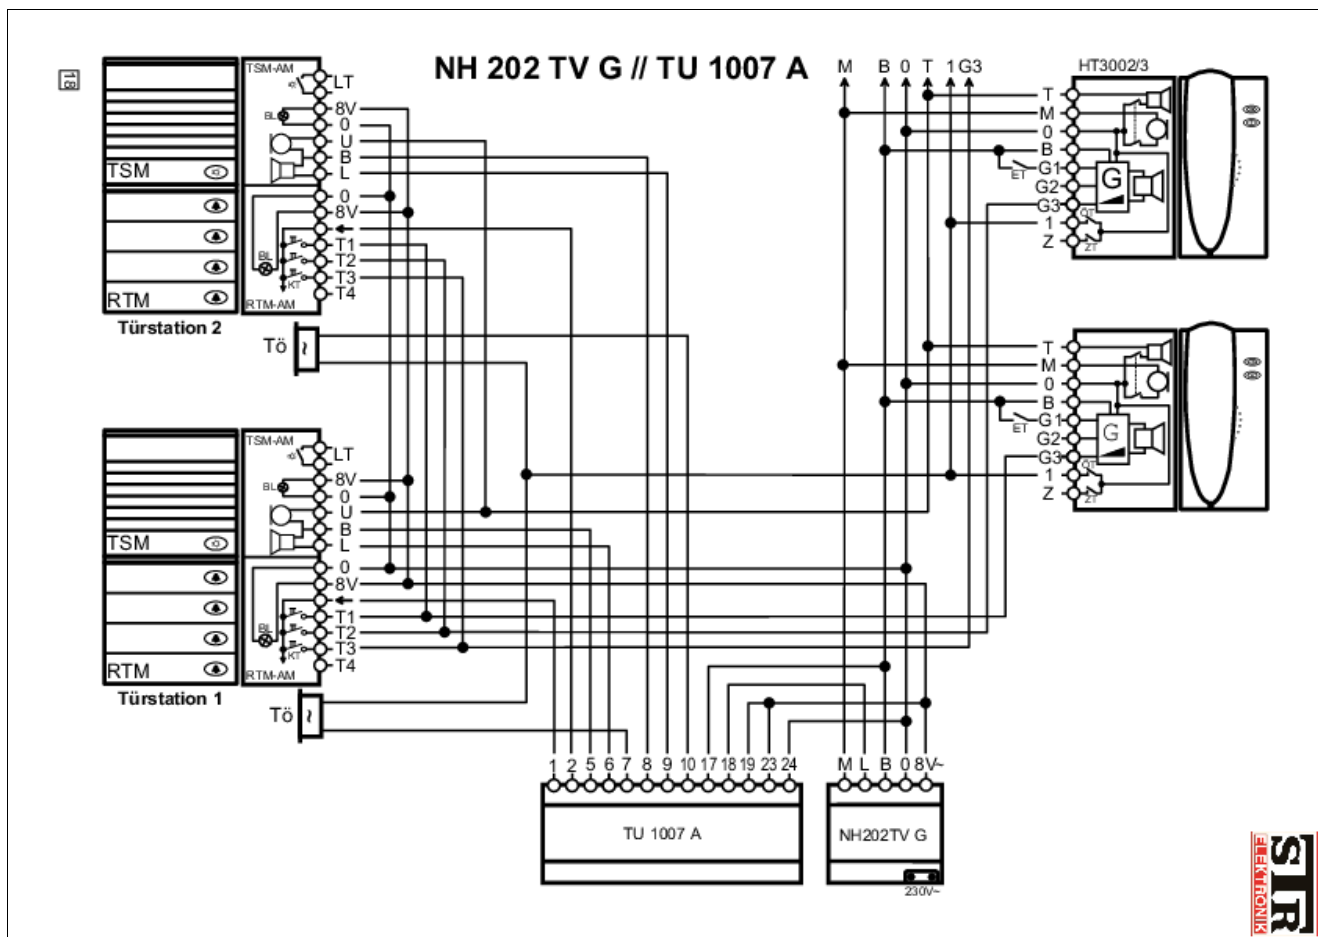 18
NH 202 TV G // TU 1007 A
TSM-AM
LT
BL
8V
0
U
B
L
TSM
0
8V
T1
T2
T3
T4
BL
KT
RTM
RTM-AM
Türstation 2
Tö
TSM-AM
LT
BL
8V
0
U
B
L
TSM
0
8V
T1
T2
T3
T4
BL
KT
RTM
RTM-AM
Türstation 1
Tö
M B 0 T 1 G3
HT3002/3
T
M
0
B
G1
ET
G2
G3
1
Z
G
ÖT
ZT
T
M
0
B
G1
ET
G2
G3
1
Z
G
ÖT
ZT
1 2 5 6 7 8 9 10 17 18 19 23 24
TU 1007 A
M L B 0 8V~
NH202TV G
230V~
STR
ELEKTRONIK